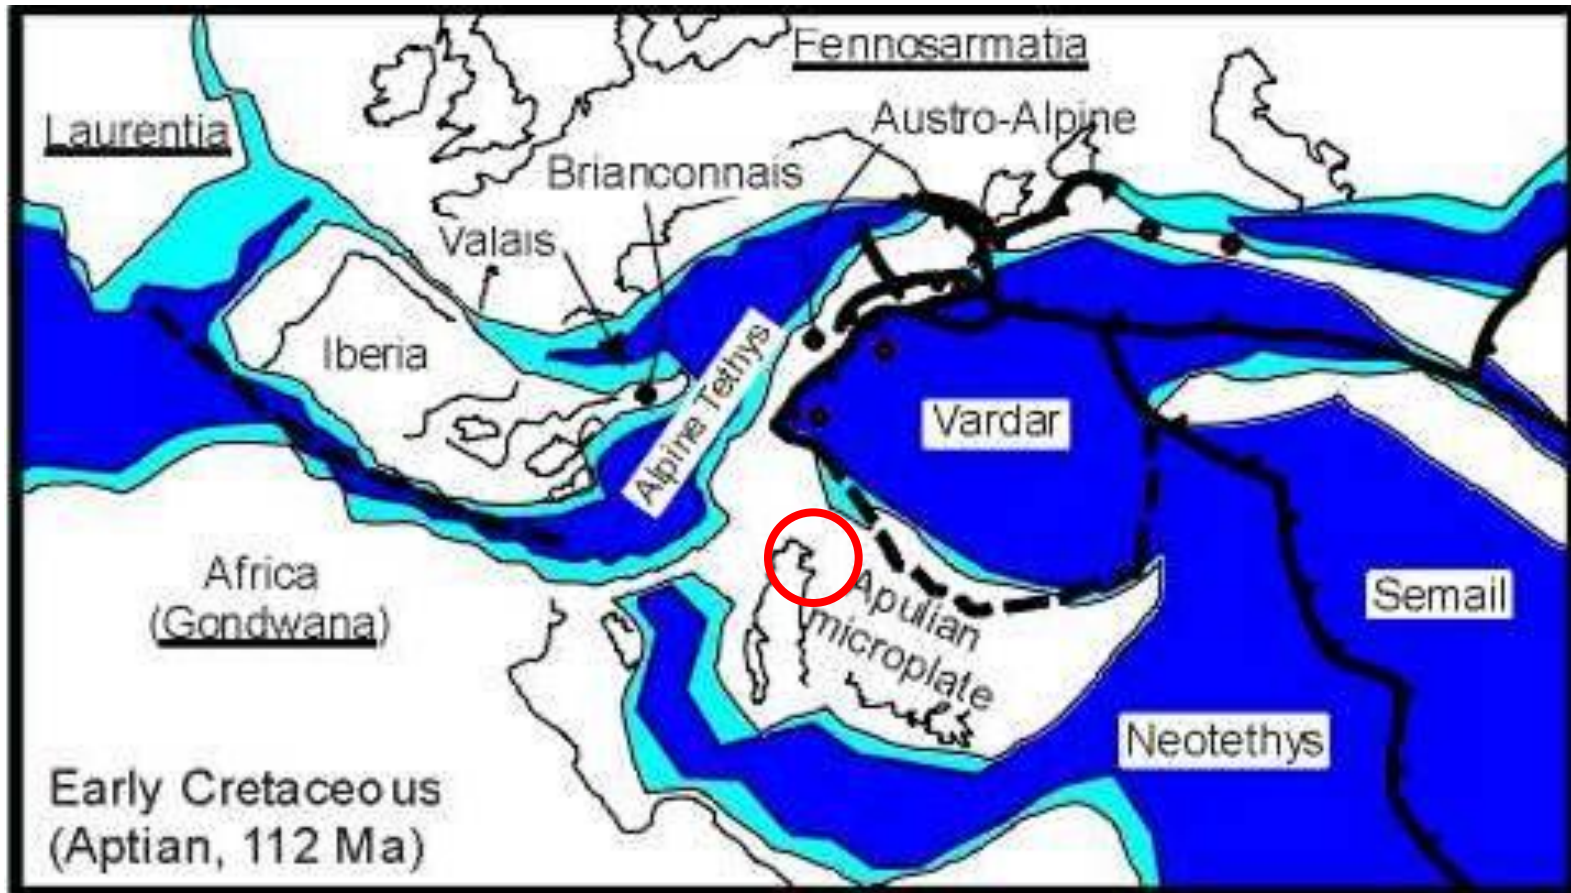 Fennosarmatia
Laurentia
Austro-Alpine
Brianconnais
Valais
Iberia
Alpine Tethys
Vardar
Africa
(Gondwana)
Apulian
microplate
Semail
Neotethys
Early Cretaceous
(Aptian, 112 Ma)